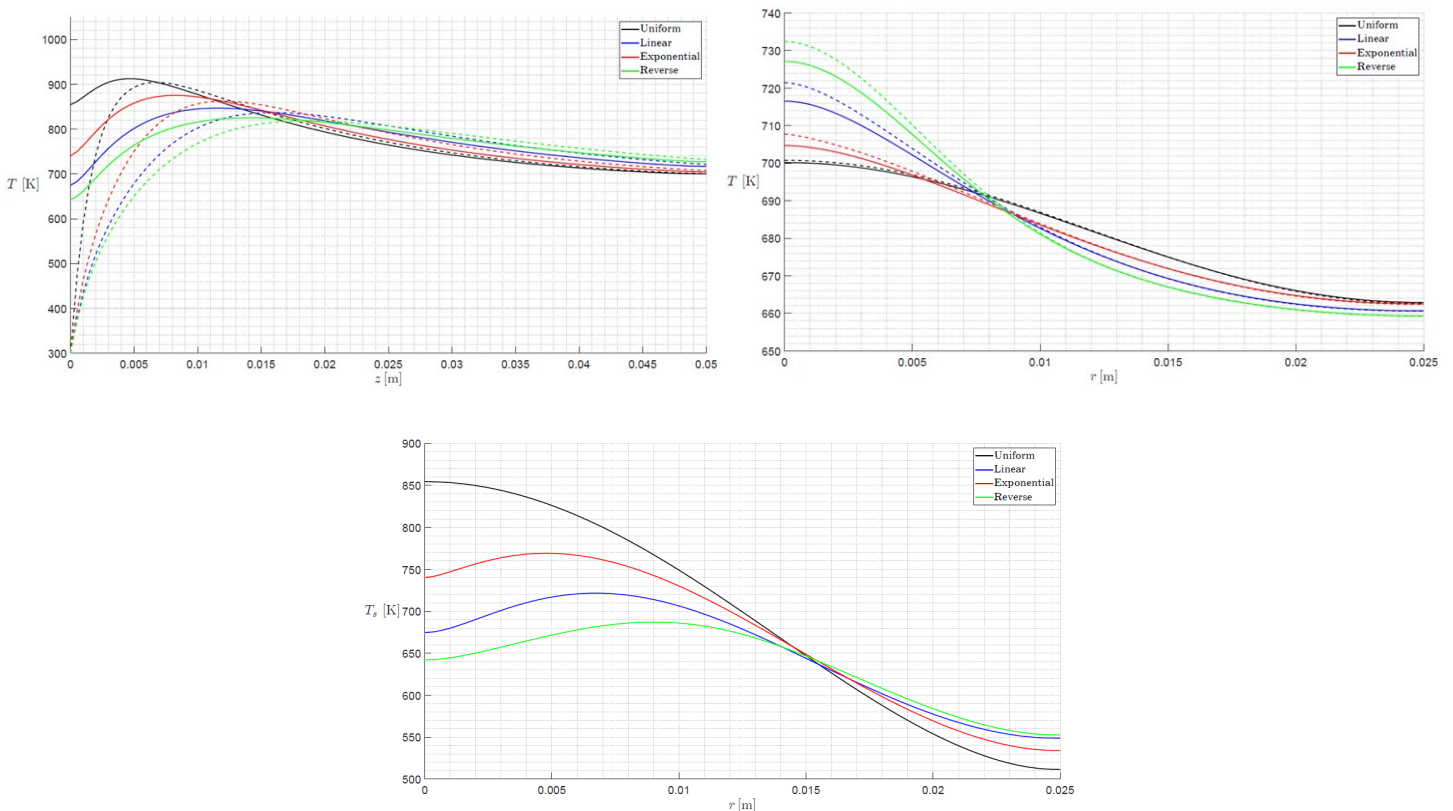 1000
900
800
700
600
500
400
300
T [K]
0
0.005
0.01
0.015
0.02
0.025
0.03
0.035
0.04
0.045
0.05
z [m]
Uniform
Linear
Exponential
Reverse
740
730
720
710
700
690
680
670
660
650
T [K]
0
0.005
0.01
0.015
0.02
0.025
r [m]
Uniform
Linear
Exponential
Reverse
900
850
800
750
700
650
600
550
500
Tₛ [K]
0
0.005
0.01
0.015
0.02
0.025
r [m]
Uniform
Linear
Exponential
Reverse